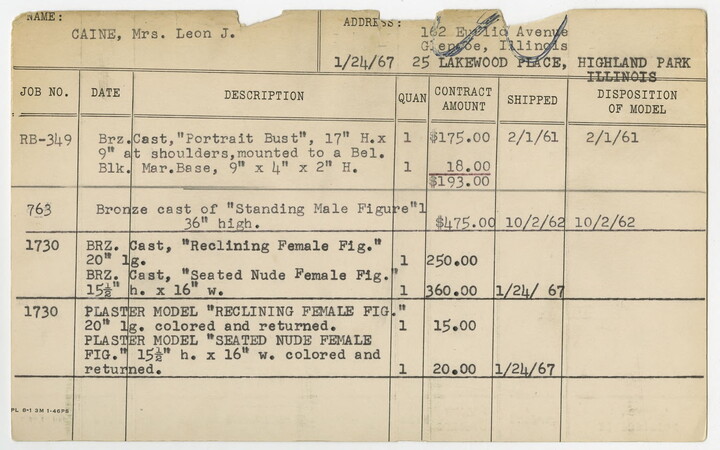 NAME:
CAINE, Mrs. Leon J.
ADDRESS:
162 Euclid Avenue
Glencoe, Illinois
1/24/67 25 LAKEWOOD PLACE, HIGHLAND PARK
ILLINOIS
JOB NO. DATE DESCRIPTION QUAN CONTRACT AMOUNT SHIPPED DISPOSITION OF MODEL
RB-349 Brz.Cast,"Portrait Bust", 17" H.x 1 $175.00 2/1/61 2/1/61
9" at shoulders,mounted to a Bel.
Blk. Mar.Base, 9" x 4" x 2" H. 1 18.00
$193.00
763 Bronze cast of "Standing Male Figure"1
36" high. $475.00 10/2/62 10/2/62
1730 BRZ. Cast, "Reclining Female Fig."
20" lg. 1 250.00
BRZ. Cast, "Seated Nude Female Fig."
15½" h. x 16" w. 1 360.00 1/24/ 67
1730 PLASTER MODEL "RECLINING FEMALE FIG."
20" lg. colored and returned. 1 15.00
PLASTER MODEL "SEATED NUDE FEMALE
FIG." 15½" h. x 16" w. colored and
returned. 1 20.00 1/24/67